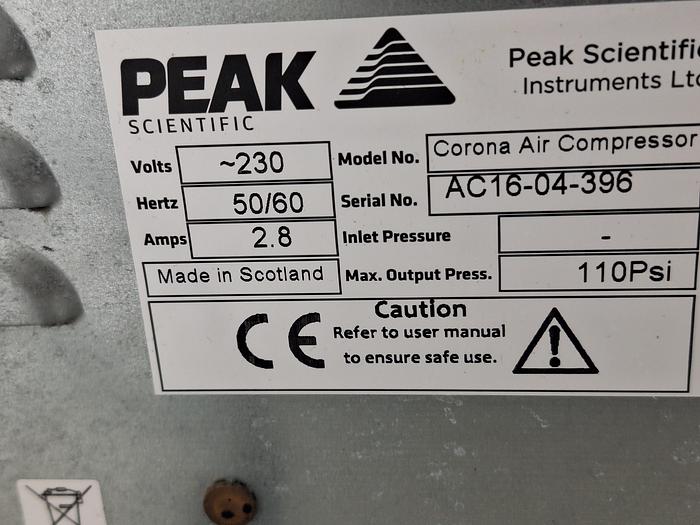 PEAK
SCIENTIFIC
Peak Scientific
Instruments Ltd
Volts ~230
Model No. Corona Air Compressor
Hertz 50/60
Serial No. AC16-04-396
Amps 2.8
Inlet Pressure -
Made in Scotland
Max. Output Press. 110Psi
Caution
CE
Refer to user manual
to ensure safe use.